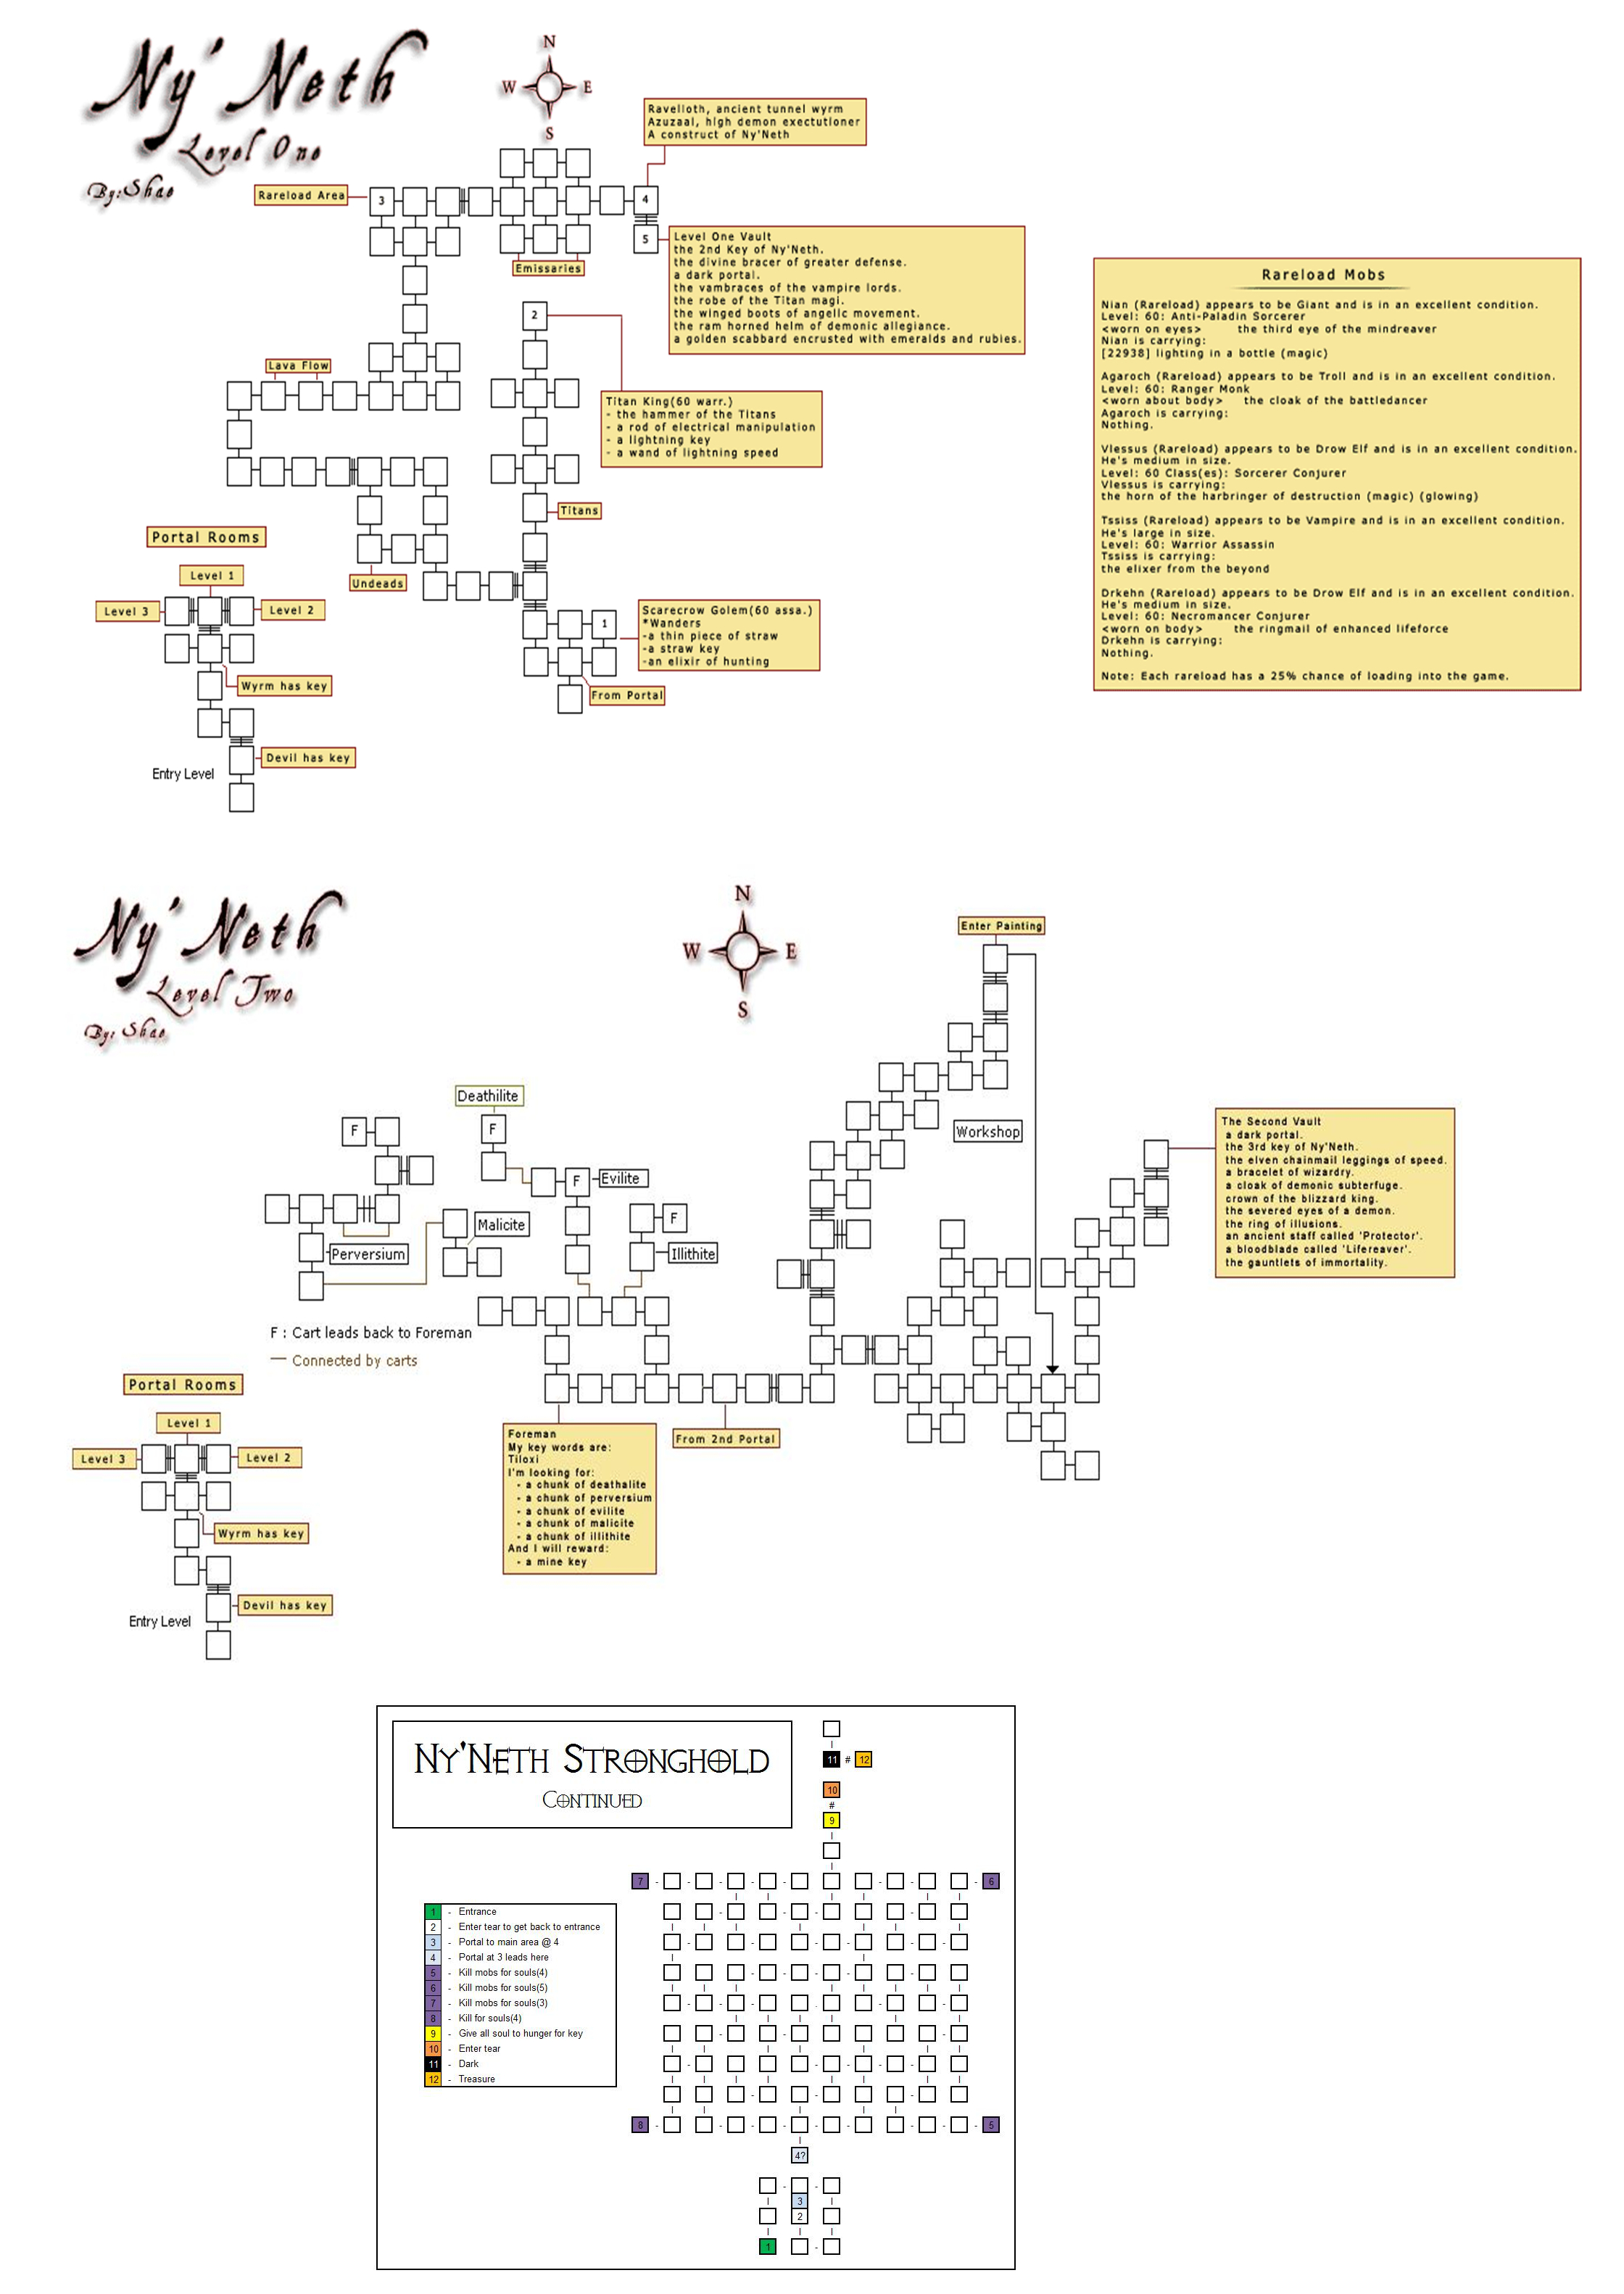 Ny' Neth
Level One
By: Shao
N
W E
S
Ravelloth, ancient tunnel wyrm
Azuzaal, high demon exectutioner
A construct of Ny'Neth
Rareload Area
3
4
5
Emissaries
Level One Vault
the 2nd Key of Ny'Neth.
the divine bracer of greater defense.
a dark portal.
the vambraces of the vampire lords.
the robe of the Titan magi.
the winged boots of angelic movement.
the ram horned helm of demonic allegiance.
a golden scabbard encrusted with emeralds and rubies.
2
Lava Flow
Titan King(60 warr.)
- the hammer of the Titans
- a rod of electrical manipulation
- a lightning key
- a wand of lightning speed
Titans
Undeads
Scarecrow Golem(60 assa.)
*Wanders
-a thin piece of straw
-a straw key
-an elixir of hunting
1
From Portal
Portal Rooms
Level 1
Level 3
Level 2
Wyrm has key
Devil has key
Entry Level
Rareload Mobs
Nian (Rareload) appears to be Giant and is in an excellent condition.
Level: 60: Anti-Paladin Sorcerer
<worn on eyes> the third eye of the mindreaver
Nian is carrying:
[22938] lighting in a bottle (magic)
Agaroch (Rareload) appears to be Troll and is in an excellent condition.
Level: 60: Ranger Monk
<worn about body> the cloak of the battledancer
Agaroch is carrying:
Nothing.
Vlessus (Rareload) appears to be Drow Elf and is in an excellent condition.
He's medium in size.
Level: 60 Class(es): Sorcerer Conjurer
Vlessus is carrying:
the horn of the harbringer of destruction (magic) (glowing)
Tssiss (Rareload) appears to be Vampire and is in an excellent condition.
He's large in size.
Level: 60: Warrior Assassin
Tssiss is carrying:
the elixer from the beyond
Drkehn (Rareload) appears to be Drow Elf and is in an excellent condition.
He's medium in size.
Level: 60: Necromancer Conjurer
<worn on body> the ringmail of enhanced lifeforce
Drkehn is carrying:
Nothing.
Note: Each rareload has a 25% chance of loading into the game.
Ny' Neth
Level Two
By: Shao
N
W E
S
Enter Painting
Deathilite
F
F
F
Evilite
Workshop
F
Malicite
Perversium
Illithite
F : Cart leads back to Foreman
Connected by carts
The Second Vault
a dark portal.
the 3rd key of Ny'Neth.
the elven chainmail leggings of speed.
a bracelet of wizardry.
a cloak of demonic subterfuge.
crown of the blizzard king.
the severed eyes of a demon.
the ring of illusions.
an ancient staff called 'Protector'.
a bloodblade called 'Lifereaver'.
the gauntlets of immortality.
Foreman
My key words are:
Tiloxi
I'm looking for:
- a chunk of deathalite
- a chunk of perversium
- a chunk of evilite
- a chunk of malicite
- a chunk of illithite
And I will reward:
- a mine key
From 2nd Portal
Portal Rooms
Level 1
Level 3
Level 2
Wyrm has key
Devil has key
Entry Level
Ny'Neth Stronghold
Continued
11 # 12
10
#
9
7
6
1 - Entrance
2 - Enter tear to get back to entrance
3 - Portal to main area @ 4
4 - Portal at 3 leads here
5 - Kill mobs for souls(4)
6 - Kill mobs for souls(5)
7 - Kill mobs for souls(3)
8 - Kill for souls(4)
9 - Give all soul to hunger for key
10 - Enter tear
11 - Dark
12 - Treasure
8
5
4?
3
2
1